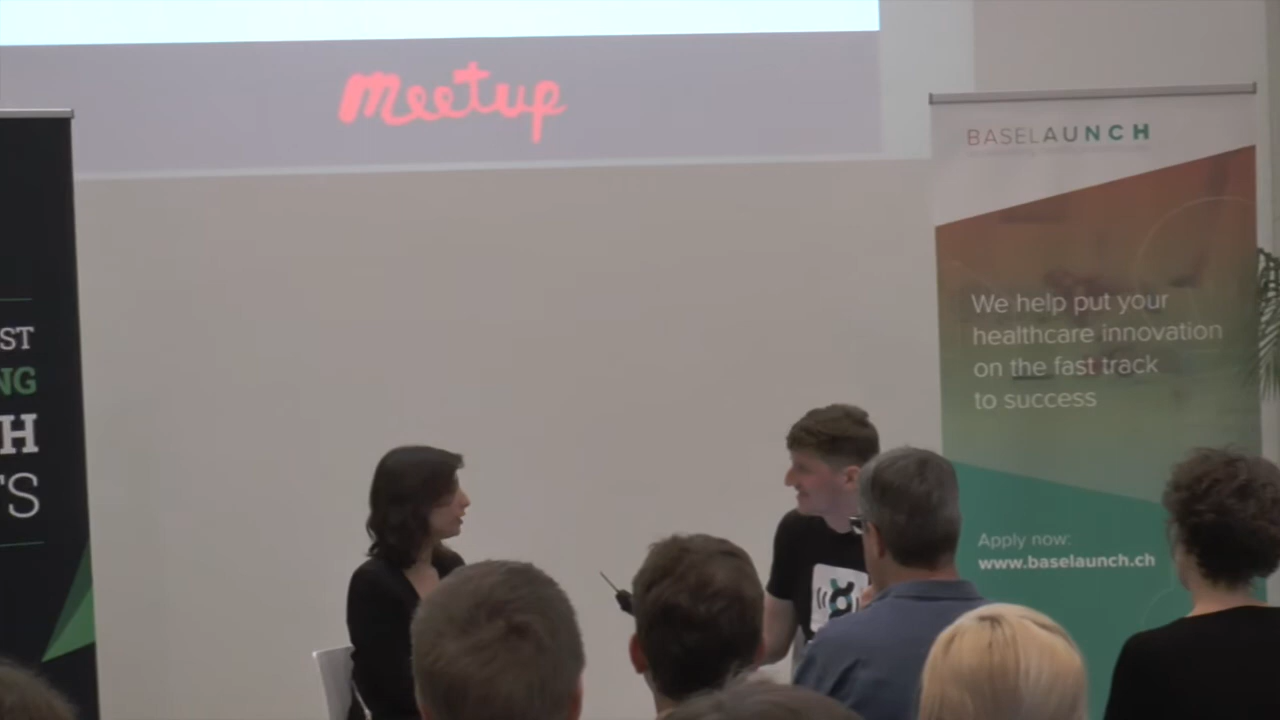 Meetup
BASELAUNCH
We help put your
healthcare innovation
on the fast track
to success
Apply now:
www.baselaunch.ch
ST
NG
H
TS